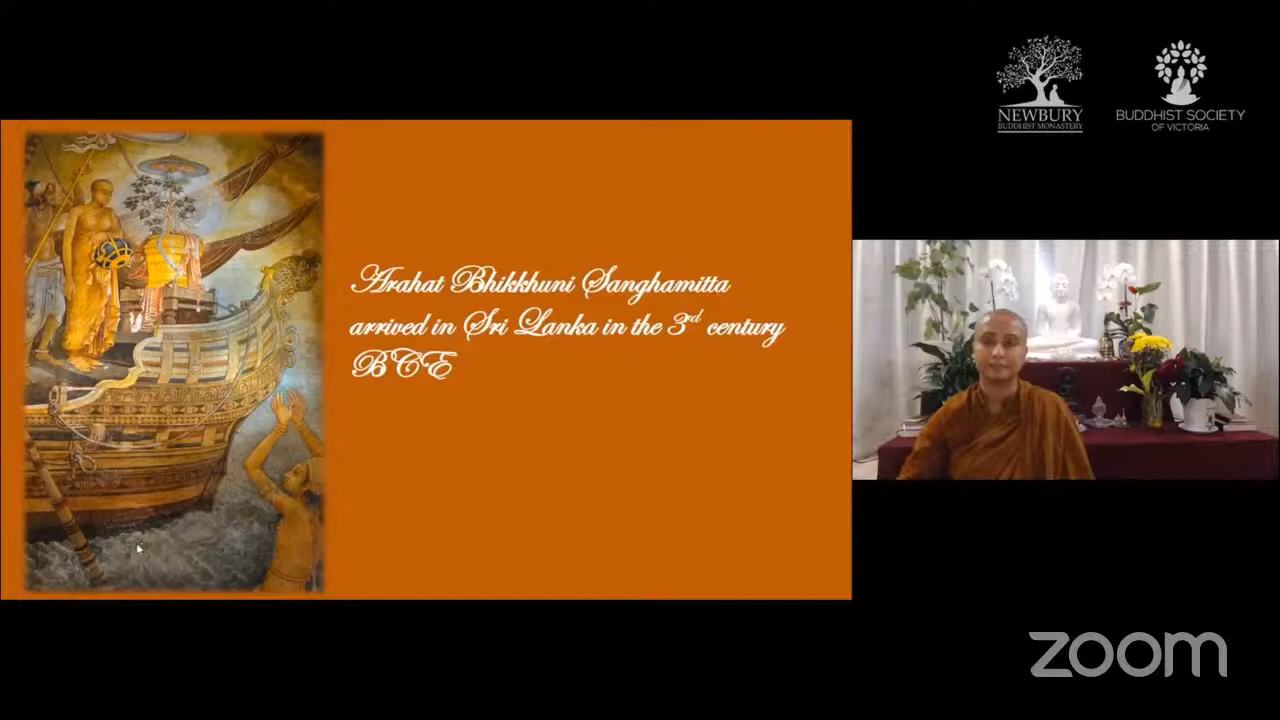 NEWBURY
BUDDHIST MONASTERY
BUDDHIST SOCIETY
OF VICTORIA
Arahat Bhikkhuni Sanghamitta
arrived in Sri Lanka in the 3rd century
BCE
zoom